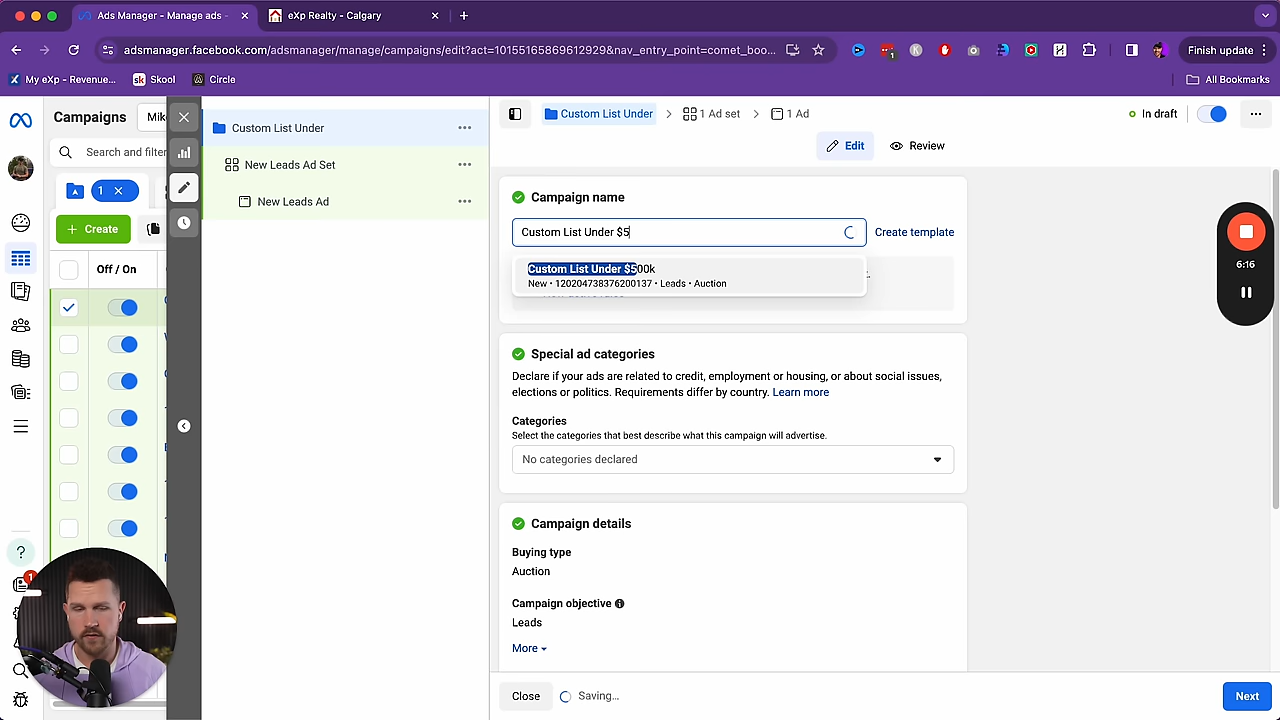 Ads Manager - Manage ads -
eXp Realty - Calgary
adsmanager.facebook.com/adsmanager/manage/campaigns/edit?act=10155165869612929&nav_entry_point=comet_boo...
Finish update
My eXp - Revenue...
Skool
Circle
All Bookmarks
Campaigns
Mik
Search and filter
1
Create
Off / On
Custom List Under
New Leads Ad Set
New Leads Ad
Custom List Under
1 Ad set
1 Ad
In draft
Edit
Review
Campaign name
Custom List Under $5
Create template
Custom List Under $500k
New • 120204738376200137 • Leads • Auction
Special ad categories
Declare if your ads are related to credit, employment or housing, or about social issues,
elections or politics. Requirements differ by country. Learn more
Categories
Select the categories that best describe what this campaign will advertise.
No categories declared
Campaign details
Buying type
Auction
Campaign objective
Leads
More
Close
Saving...
Next
6:16
1